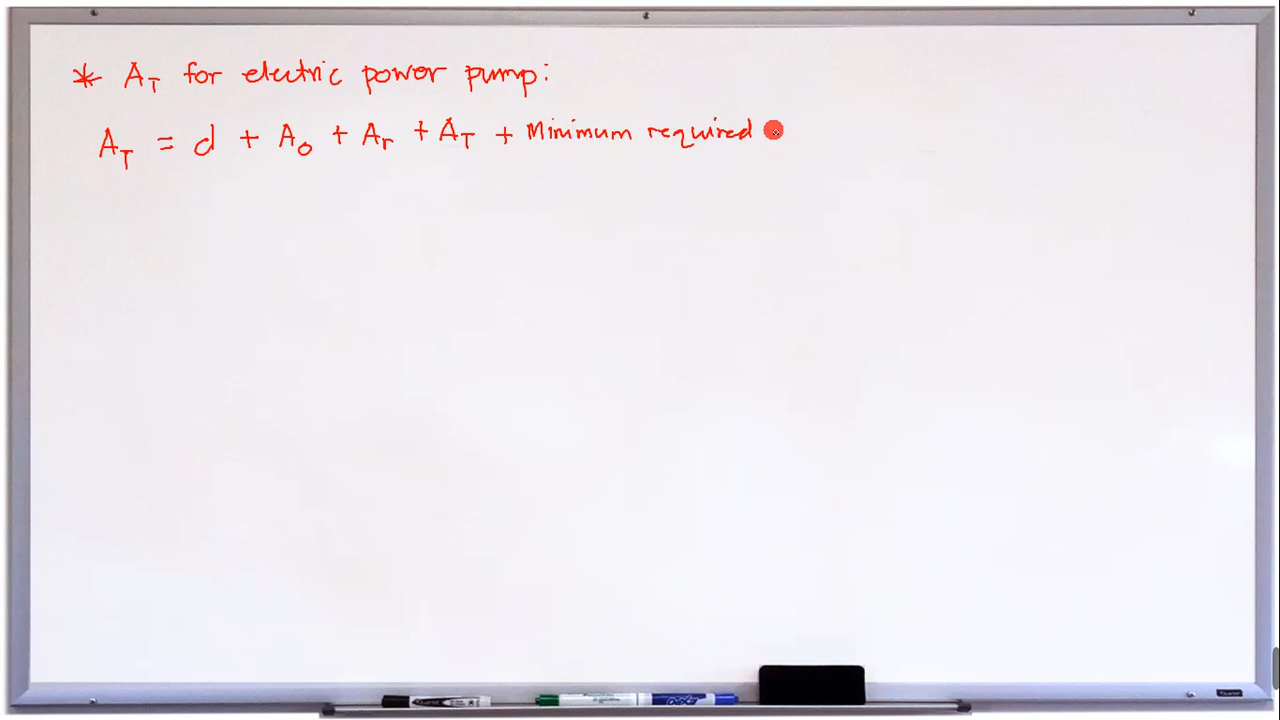 * A_T for electric power pump:
A_T = d + A_o + A_r + A_T + Minimum required